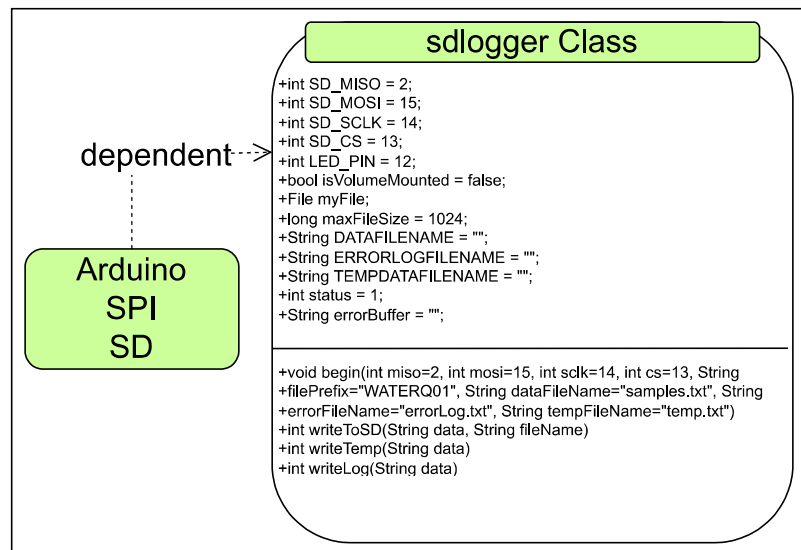 sdlogger Class
+int SD_MISO = 2;
+int SD_MOSI = 15;
+int SD_SCLK = 14;
+int SD_CS = 13;
+int LED_PIN = 12;
+bool isVolumeMounted = false;
+File myFile;
+long maxFileSize = 1024;
+String DATAFILENAME = "";
+String ERRORLOGFILENAME = "";
+String TEMPDATAFILENAME = "";
+int status = 1;
+String errorBuffer = "";
+void begin(int miso=2, int mosi=15, int sclk=14, int cs=13, String
+filePrefix="WATERQ01", String dataFileName="samples.txt", String
+errorFileName="errorLog.txt", String tempFileName="temp.txt")
+int writeToSD(String data, String fileName)
+int writeTemp(String data)
+int writeLog(String data)
dependent
Arduino
SPI
SD